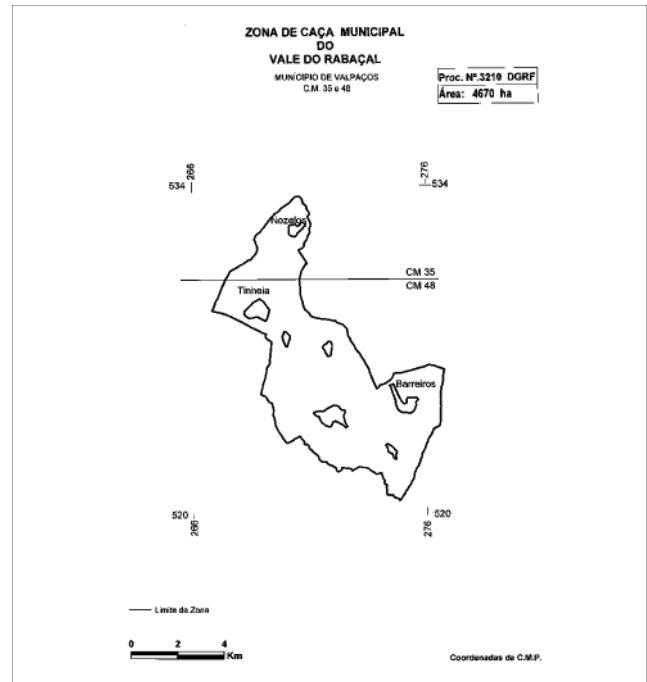 ZONA DE CAÇA MUNICIPAL
DO
VALE DO RABAÇAL
MUNÍCIPIO DE VALPAÇOS
C.M. 35 e 48
Proc. Nº.3210 DGRF
Área: 4670 ha
266
276
534
534
Nozelos
CM 35
CM 48
Tinhela
Barreiros
520
520
266
276
Limite da Zona
0 2 4
Km
Coordenadas da C.M.P.